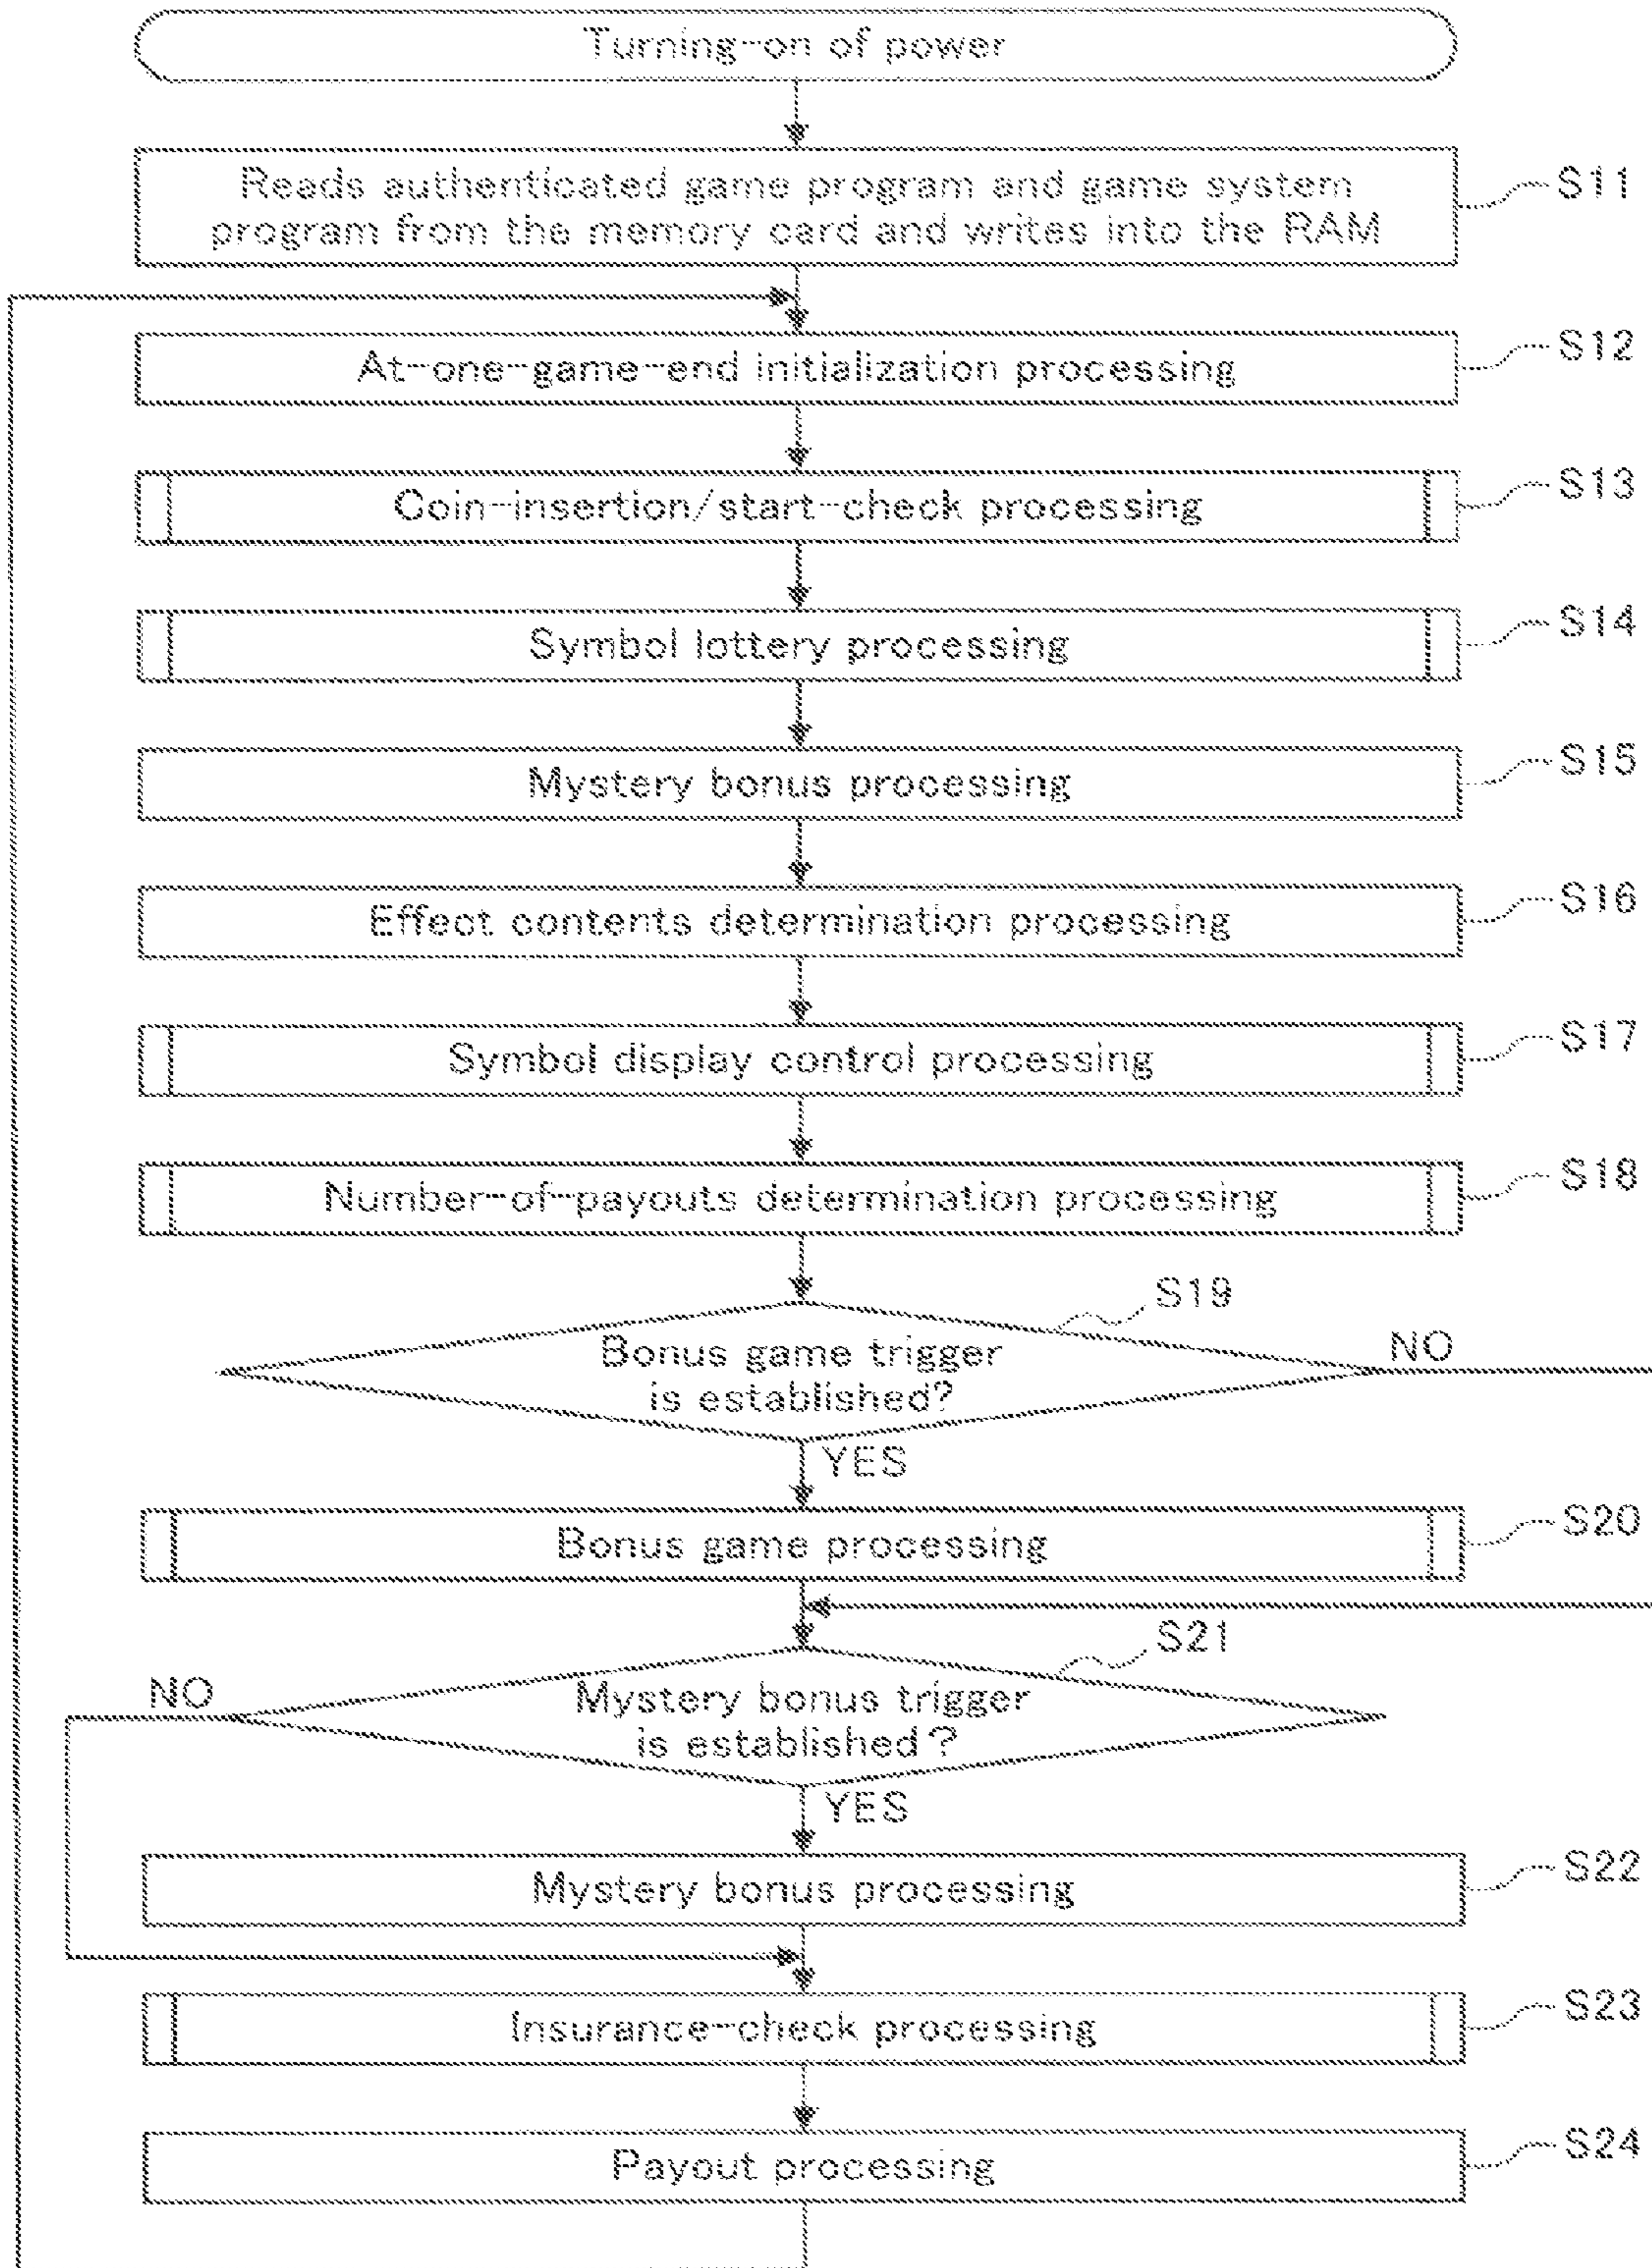 Turning-on of power
Reads authenticated game program and game system
program from the memory card and writes into the RAM
S11
At-one-game-end initialization processing
S12
Coin-insertion/start-check processing
S13
Symbol lottery processing
S14
Mystery bonus processing
S15
Effect contents determination processing
S16
Symbol display control processing
S17
Number-of-payouts determination processing
S18
S19
Bonus game trigger
is established?
NO
YES
Bonus game processing
S20
S21
NO
Mystery bonus trigger
is established?
YES
Mystery bonus processing
S22
Insurance-check processing
S23
Payout processing
S24